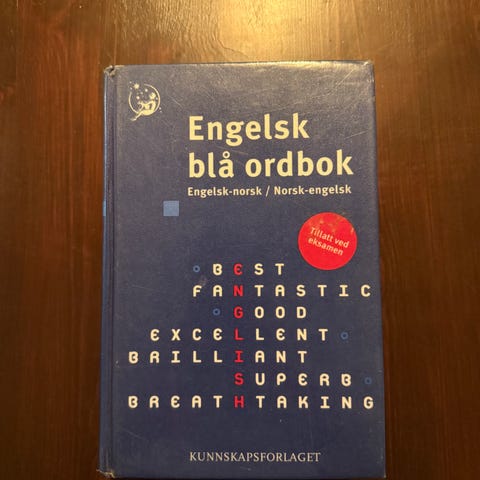 Engelsk
blå ordbok
Engelsk-norsk / Norsk-engelsk
Tillatt ved
eksamen
BEST
FANTASTIC
GOOD
EXCELLENT
BRILLIANT
SUPERB
BREATHTAKING
KUNNSKAPSFORLAGET